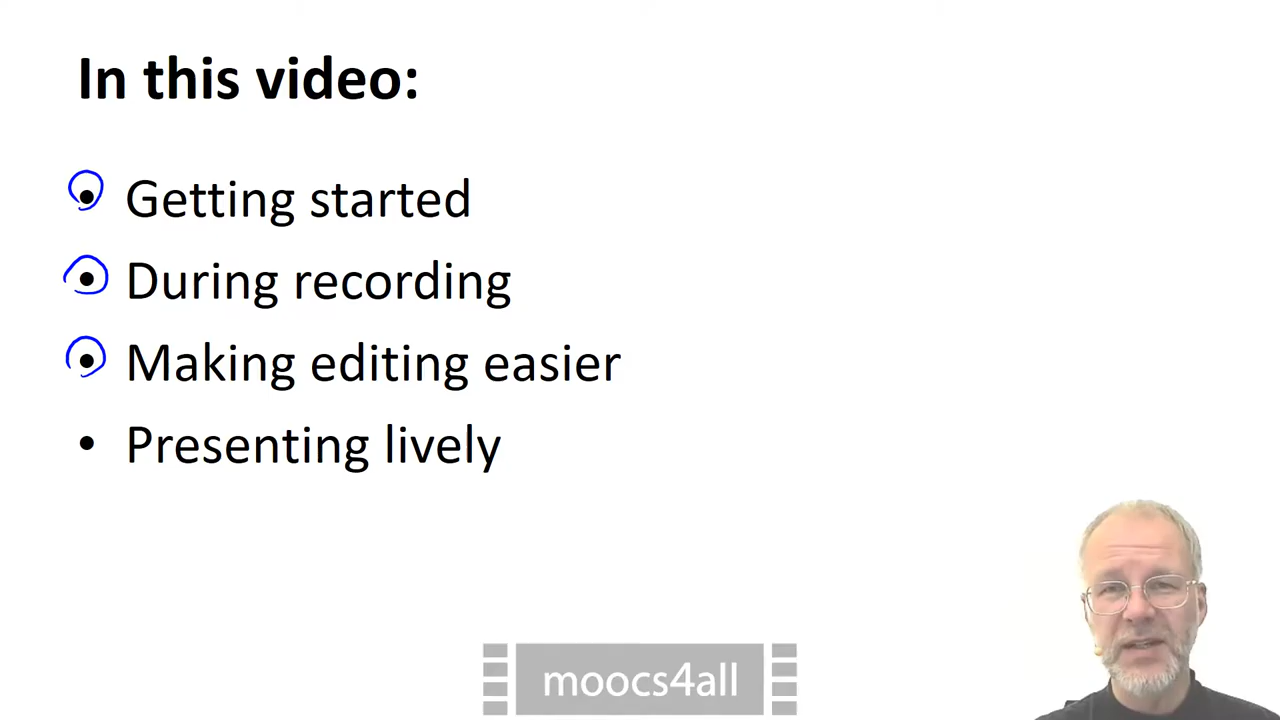 In this video:
• Getting started
• During recording
• Making editing easier
• Presenting lively
moocs4all